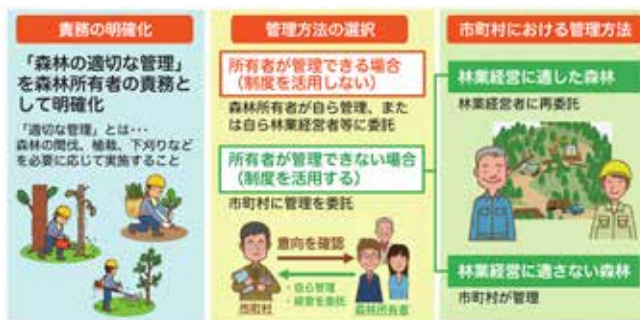 責務の明確化
「森林の適切な管理」
を森林所有者の責務と
して明確化
「適切な管理」とは…
森林の間伐、植栽、下刈りなど
を必要に応じて実施すること
管理方法の選択
所有者が管理できる場合
（制度を活用しない）
森林所有者が自ら管理、また
は自ら林業経営者等に委託
所有者が管理できない場合
（制度を活用する）
市町村に管理を委託
意向を確認
・自ら管理
・経営を委託
市町村
森林所有者
市町村における管理方法
林業経営に適した森林
林業経営者に再委託
林業経営に適さない森林
市町村が管理